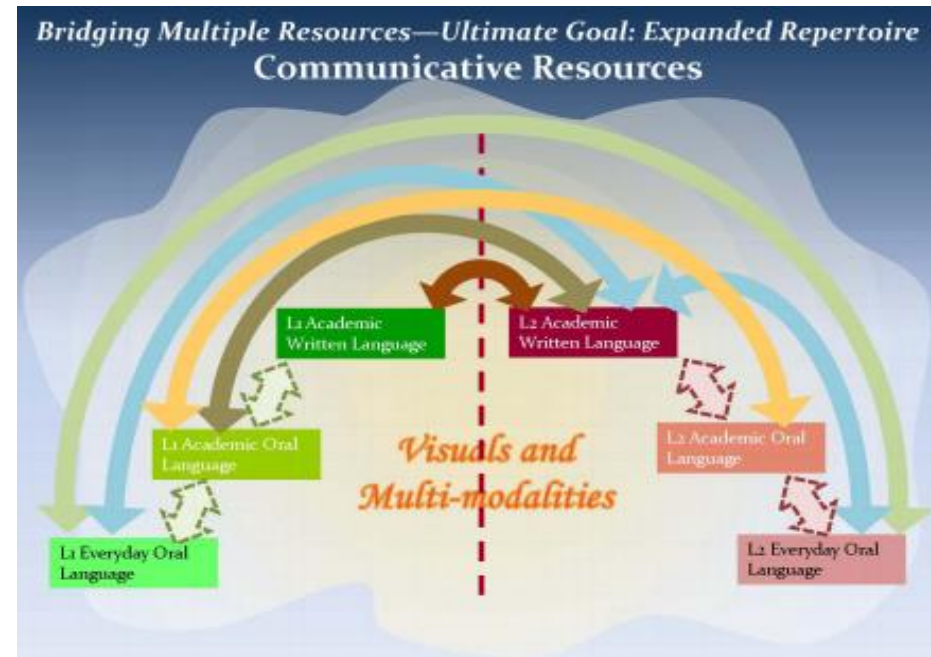 Bridging Multiple Resources—Ultimate Goal: Expanded Repertoire
Communicative Resources
L1 Academic
Written Language
L2 Academic
Written Language
L1 Academic Oral
Language
Visuals and
Multi-modalities
L2 Academic Oral
Language
L1 Everyday Oral
Language
L2 Everyday Oral
Language